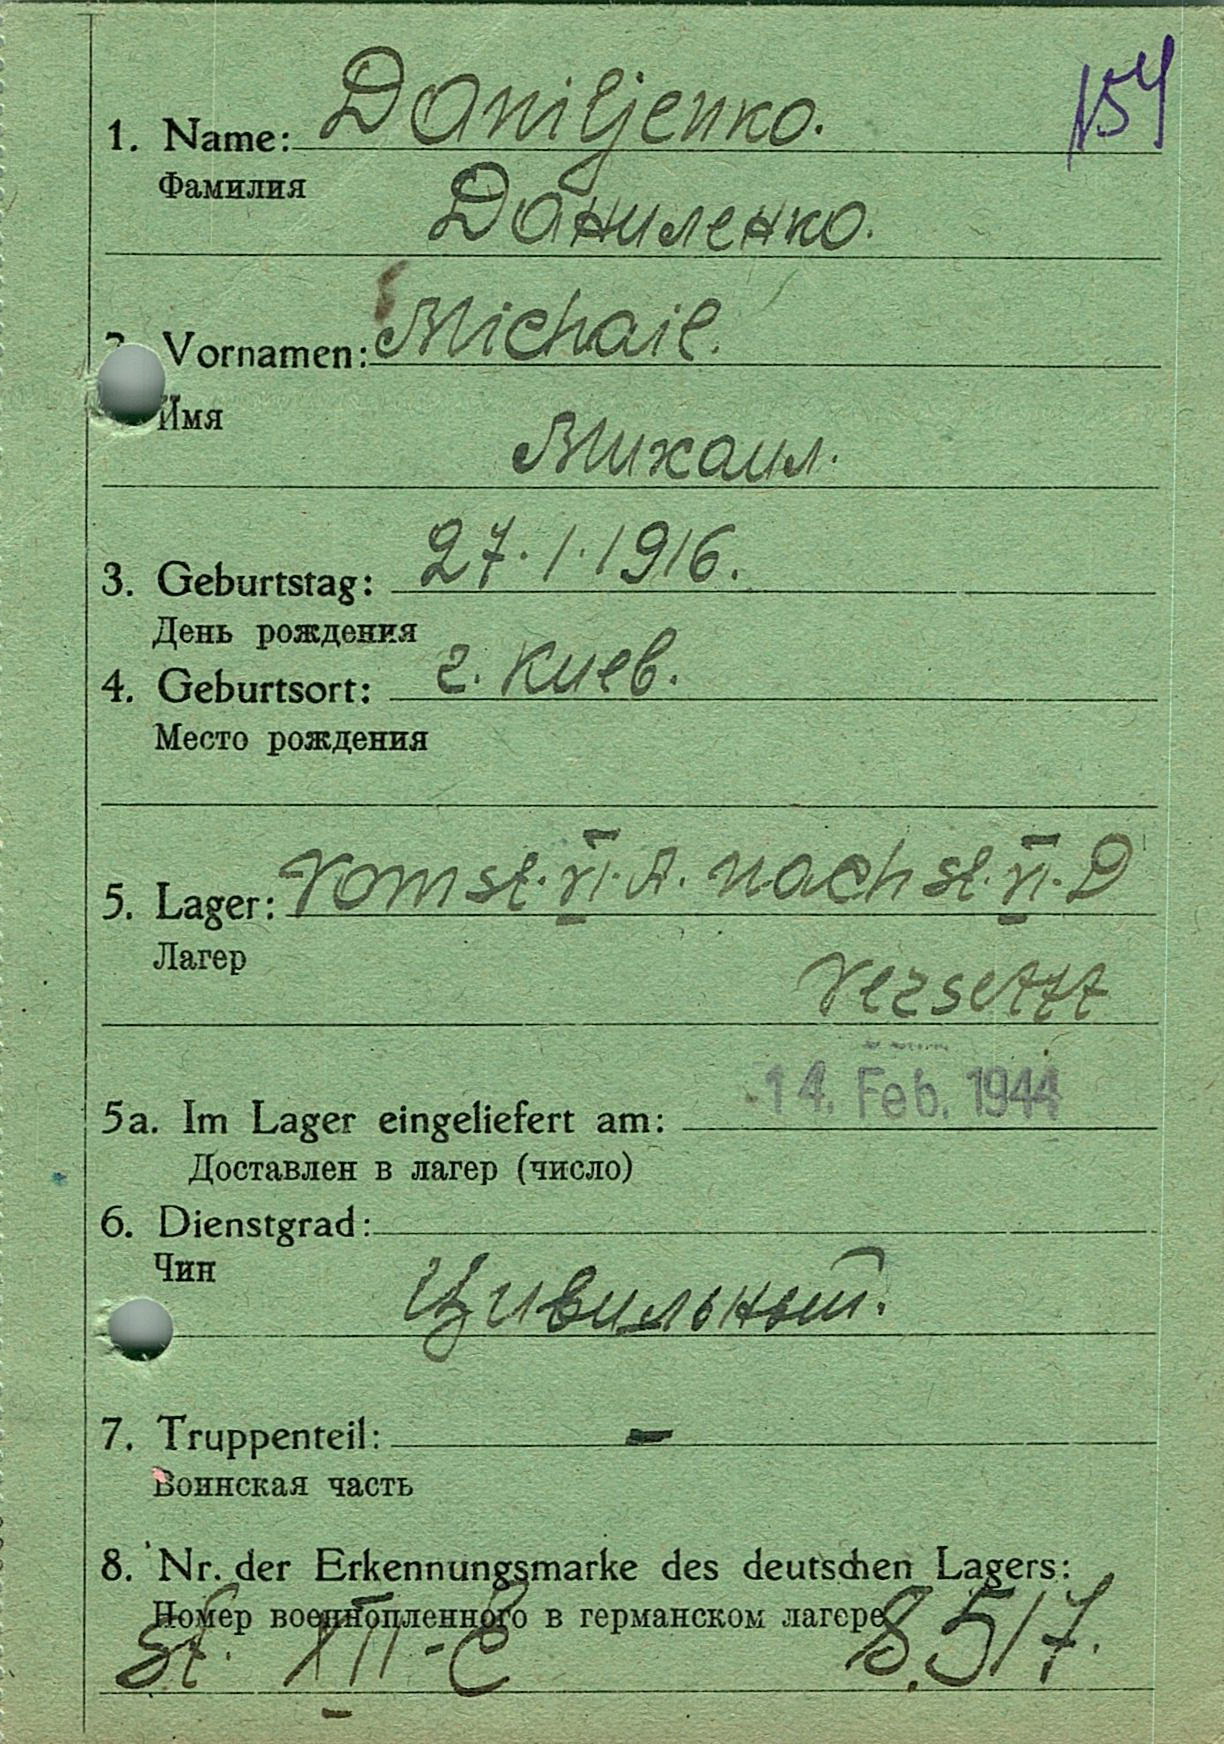 154
1. Name: Daniljenko.
Фамилия
Даниленко.
Vornamen: Michail.
Имя
Михаил.
3. Geburtstag: 27.1.1916.
День рождения
4. Geburtsort: г. Киев.
Место рождения
5. Lager: Vom st. VI. A. nach st. VI. D
Лагер
versetzt
5a. Im Lager eingeliefert am: 14. Feb. 1944
Доставлен в лагер (число)
6. Dienstgrad:
Чин
Цивильный.
7. Truppenteil: –
Воинская часть
8. Nr. der Erkennungsmarke des deutschen Lagers:
Номер военнопленного в германском лагере
st. XII-C 8.517.